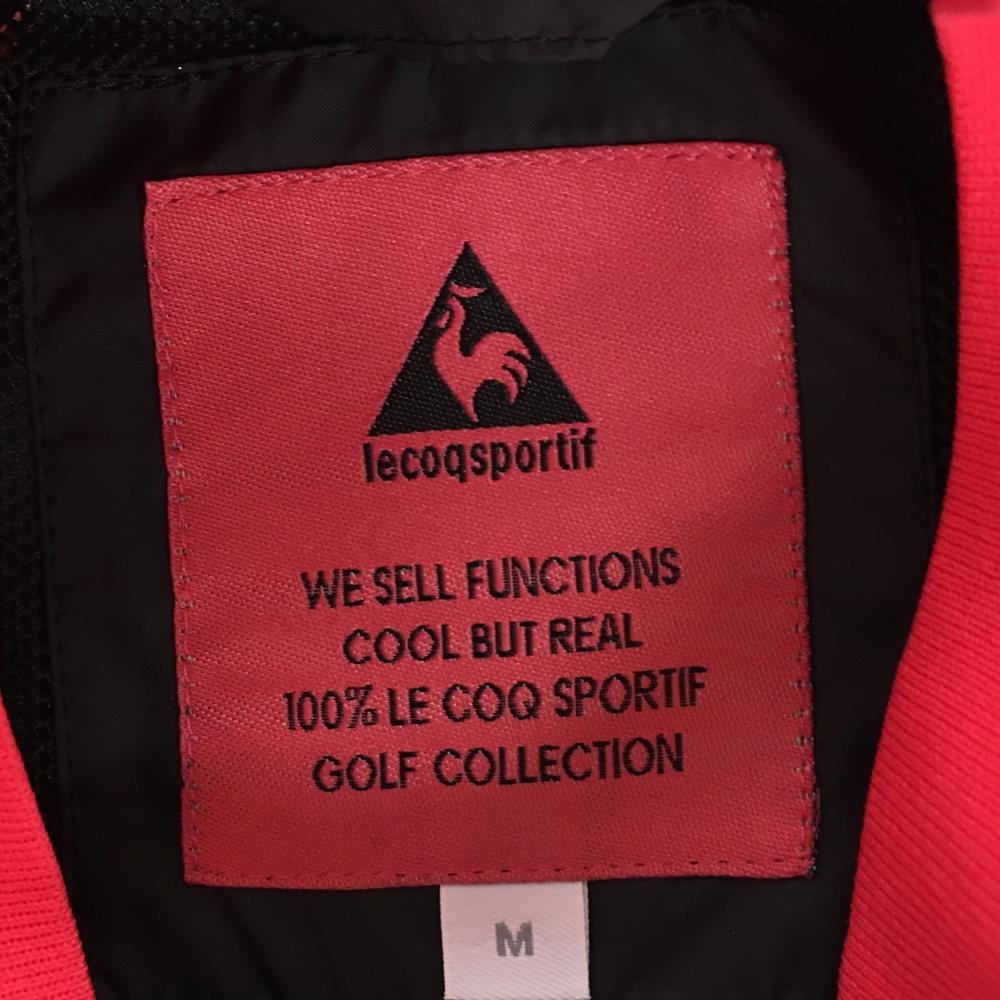 lecoqsportif
WE SELL FUNCTIONS
COOL BUT REAL
100% LE COQ SPORTIF
GOLF COLLECTION
M